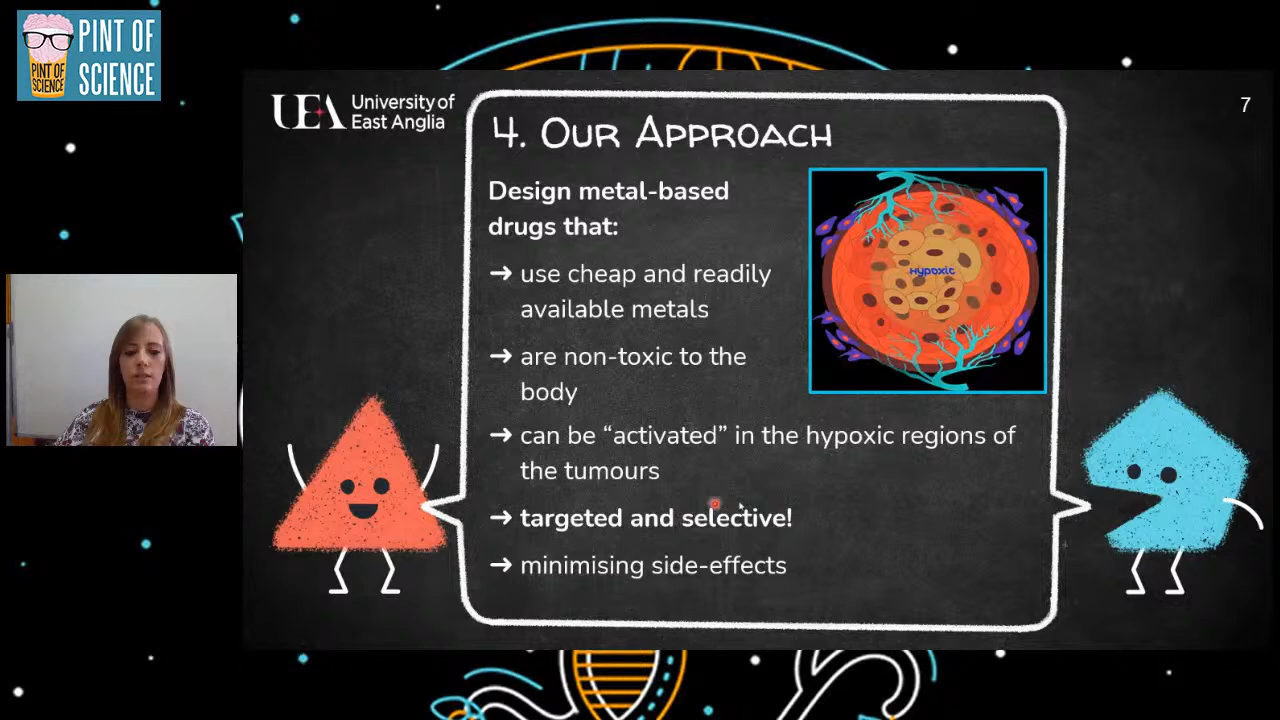 PINT OF
SCIENCE
PINT OF
SCIENCE
UEA University of
East Anglia
7
4. OUR APPROACH
Design metal-based
drugs that:
→ use cheap and readily
available metals
→ are non-toxic to the
body
→ can be “activated” in the hypoxic regions of
the tumours
→ targeted and selective!
→ minimising side-effects
Hypoxic